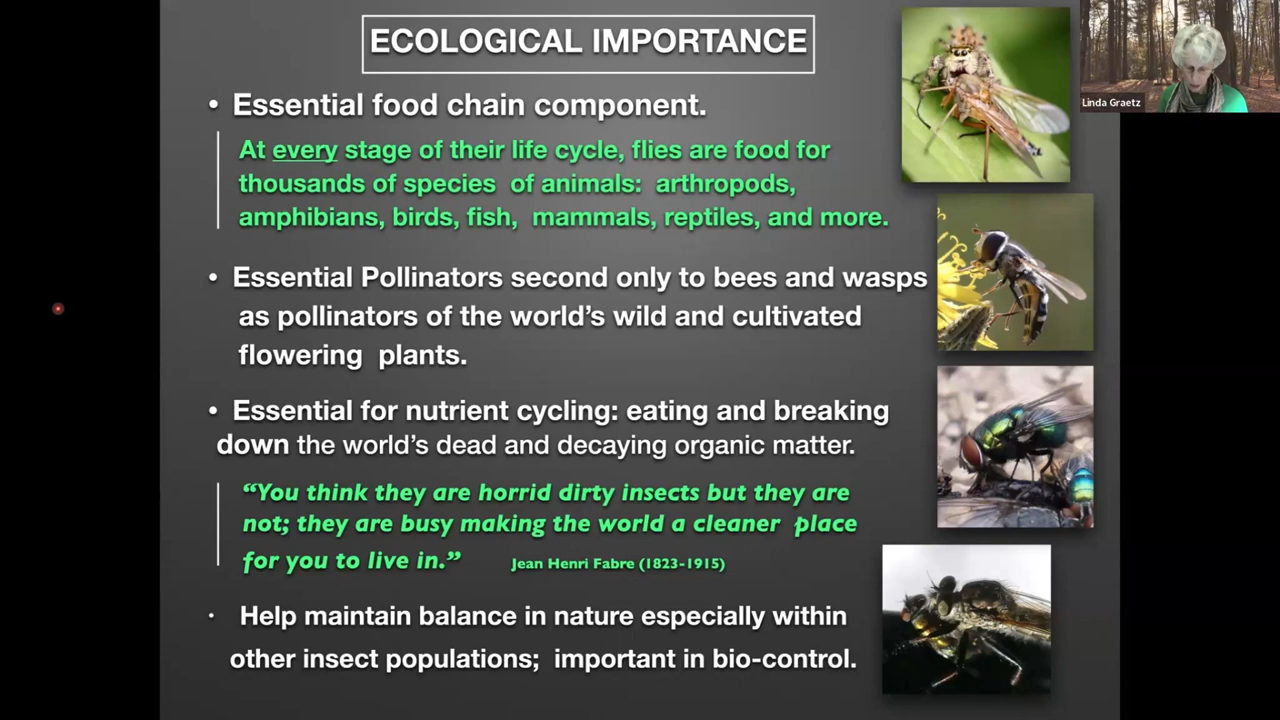 ECOLOGICAL IMPORTANCE
• Essential food chain component.
At every stage of their life cycle, flies are food for
thousands of species of animals: arthropods,
amphibians, birds, fish, mammals, reptiles, and more.
• Essential Pollinators second only to bees and wasps
as pollinators of the world’s wild and cultivated
flowering plants.
• Essential for nutrient cycling: eating and breaking
down the world’s dead and decaying organic matter.
“You think they are horrid dirty insects but they are
not; they are busy making the world a cleaner place
for you to live in.” Jean Henri Fabre (1823-1915)
· Help maintain balance in nature especially within
other insect populations; important in bio-control.
Linda Graetz